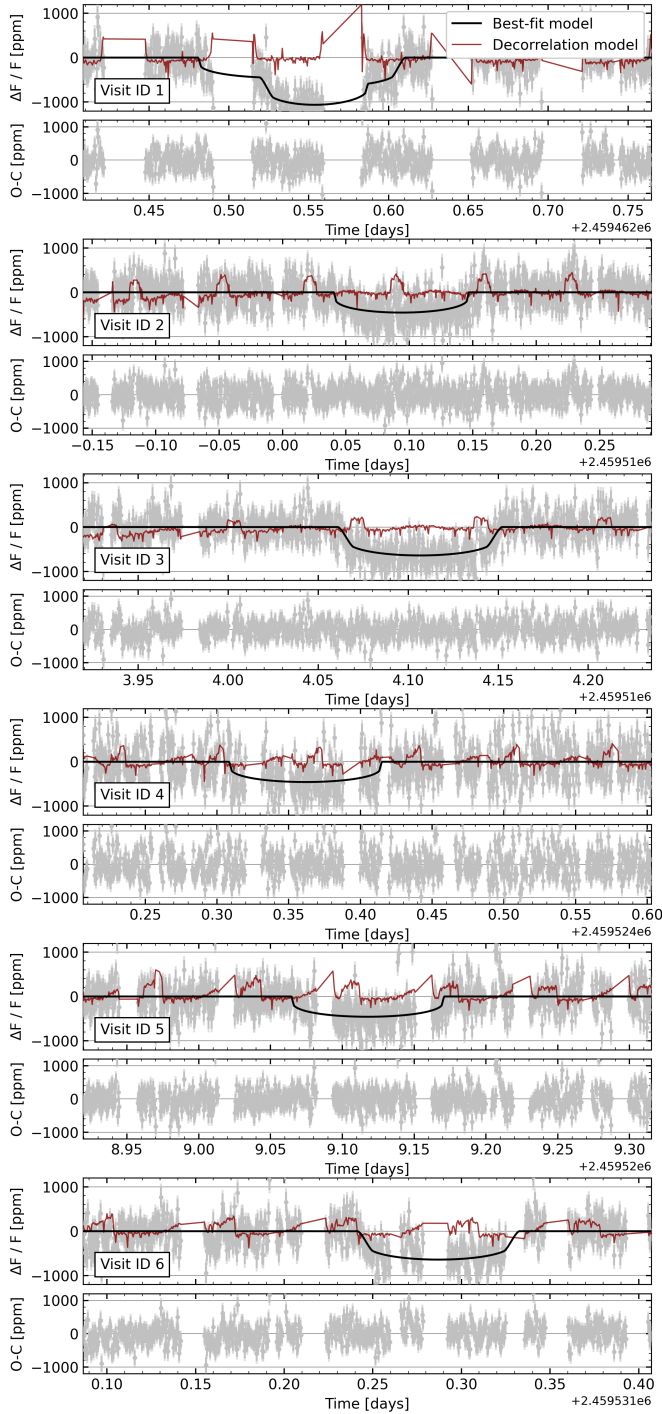 1000
0
−1000
ΔF / F [ppm]
Best-fit model
Decorrelation model
Visit ID 1
1000
0
−1000
O-C [ppm]
0.45 0.50 0.55 0.60 0.65 0.70 0.75
Time [days]
+2.459462e6
1000
0
−1000
ΔF / F [ppm]
Visit ID 2
1000
0
−1000
O-C [ppm]
−0.15 −0.10 −0.05 0.00 0.05 0.10 0.15 0.20 0.25
Time [days]
+2.45951e6
1000
0
−1000
ΔF / F [ppm]
Visit ID 3
1000
0
−1000
O-C [ppm]
3.95 4.00 4.05 4.10 4.15 4.20
Time [days]
+2.45951e6
1000
0
−1000
ΔF / F [ppm]
Visit ID 4
1000
0
−1000
O-C [ppm]
0.25 0.30 0.35 0.40 0.45 0.50 0.55 0.60
Time [days]
+2.459524e6
1000
0
−1000
ΔF / F [ppm]
Visit ID 5
1000
0
−1000
O-C [ppm]
8.95 9.00 9.05 9.10 9.15 9.20 9.25 9.30
Time [days]
+2.45952e6
1000
0
−1000
ΔF / F [ppm]
Visit ID 6
1000
0
−1000
O-C [ppm]
0.10 0.15 0.20 0.25 0.30 0.35 0.40
Time [days]
+2.459531e6